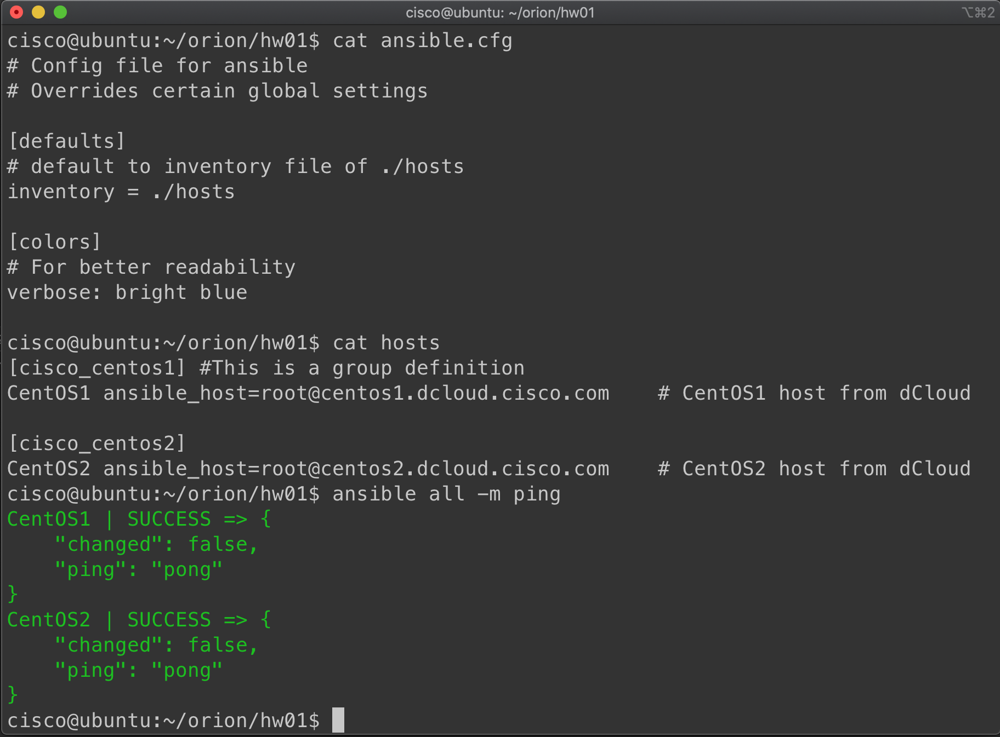 cisco@ubuntu: ~/orion/hw01 ⌥⌘2
cisco@ubuntu:~/orion/hw01$ cat ansible.cfg
# Config file for ansible
# Overrides certain global settings

[defaults]
# default to inventory file of ./hosts
inventory = ./hosts

[colors]
# For better readability
verbose: bright blue

cisco@ubuntu:~/orion/hw01$ cat hosts
[cisco_centos1] #This is a group definition
CentOS1 ansible_host=root@centos1.dcloud.cisco.com    # CentOS1 host from dCloud

[cisco_centos2]
CentOS2 ansible_host=root@centos2.dcloud.cisco.com    # CentOS2 host from dCloud
cisco@ubuntu:~/orion/hw01$ ansible all -m ping
CentOS1 | SUCCESS => {
    "changed": false,
    "ping": "pong"
}
CentOS2 | SUCCESS => {
    "changed": false,
    "ping": "pong"
}
cisco@ubuntu:~/orion/hw01$